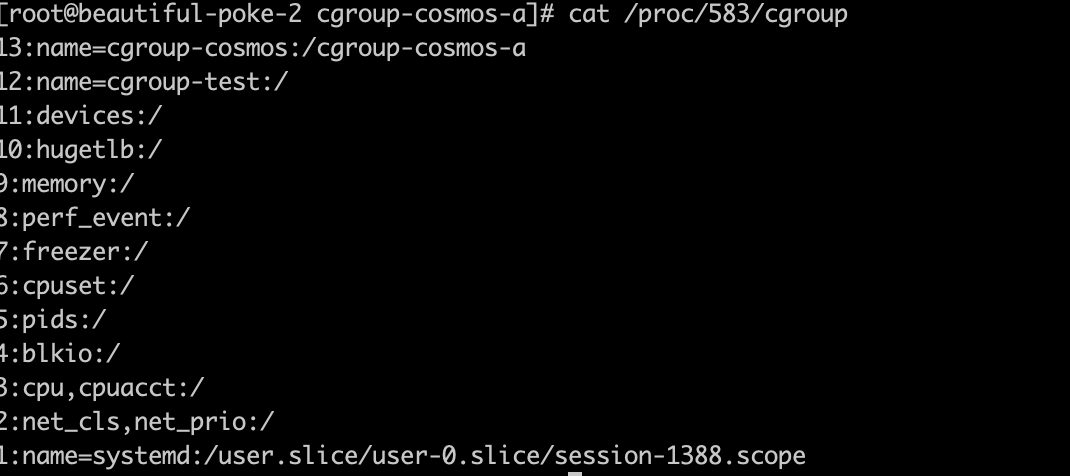 [root@beautiful-poke-2 cgroup-cosmos-a]# cat /proc/583/cgroup
13:name=cgroup-cosmos:/cgroup-cosmos-a
12:name=cgroup-test:/
11:devices:/
10:hugetlb:/
9:memory:/
8:perf_event:/
7:freezer:/
6:cpuset:/
5:pids:/
4:blkio:/
3:cpu,cpuacct:/
2:net_cls,net_prio:/
1:name=systemd:/user.slice/user-0.slice/session-1388.scope